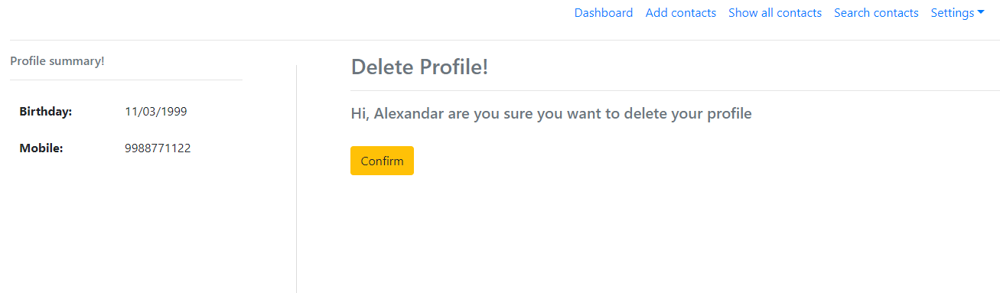 Dashboard Add contacts Show all contacts Search contacts Settings
Profile summary!
Birthday: 11/03/1999
Mobile: 9988771122
Delete Profile!
Hi, Alexandar are you sure you want to delete your profile
Confirm